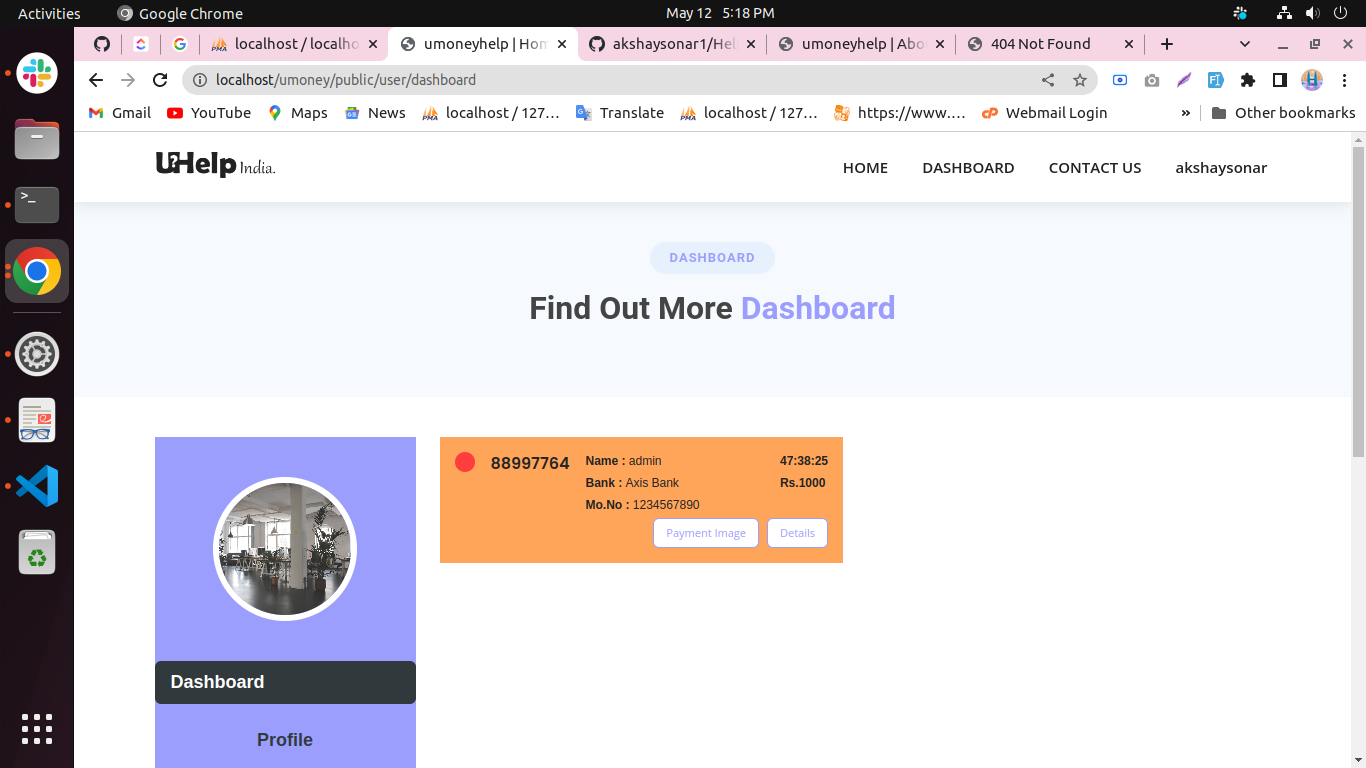 Activities Google Chrome May 12 5:18 PM
localhost / localho umoneyhelp | Hom akshaysonar1/Hel umoneyhelp | Abo 404 Not Found
localhost/umoney/public/user/dashboard
Gmail YouTube Maps News localhost / 127… Translate localhost / 127… https://www.… Webmail Login » Other bookmarks
U?Help India. HOME DASHBOARD CONTACT US akshaysonar
DASHBOARD
Find Out More Dashboard
88997764 Name : admin 47:38:25
Bank : Axis Bank Rs.1000
Mo.No : 1234567890
Payment Image Details
Dashboard
Profile